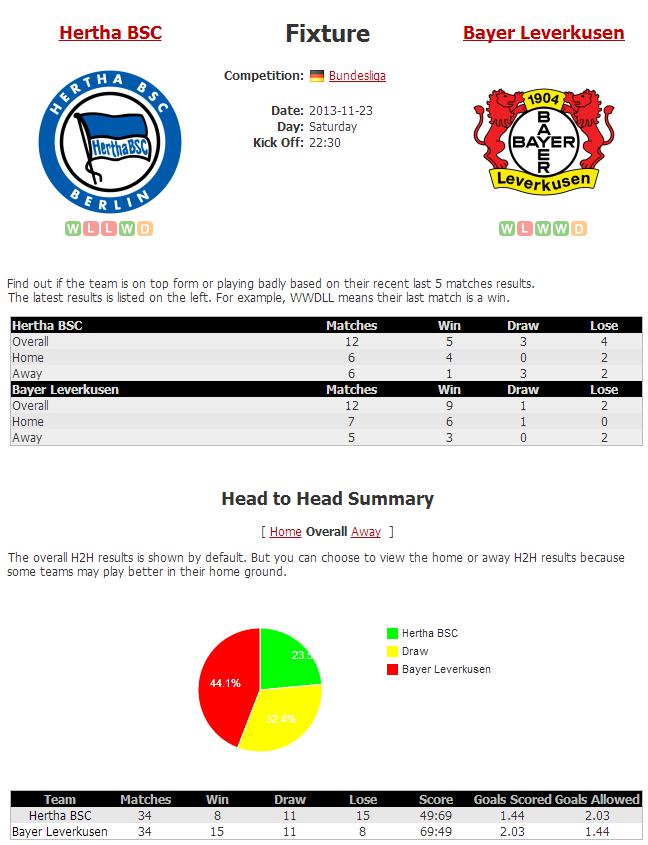 Hertha BSC
Fixture
Bayer Leverkusen
Competition: Bundesliga
Date: 2013-11-23
Day: Saturday
Kick Off: 22:30
HERTHA BSC
HerthaBSC
BERLIN
1904
BAYER
BAYER
Leverkusen
W L L W D
W L W W D
Find out if the team is on top form or playing badly based on their recent last 5 matches results.
The latest results is listed on the left. For example, WWDLL means their last match is a win.
Hertha BSC Matches Win Draw Lose
Overall 12 5 3 4
Home 6 4 0 2
Away 6 1 3 2
Bayer Leverkusen Matches Win Draw Lose
Overall 12 9 1 2
Home 7 6 1 0
Away 5 3 0 2
Head to Head Summary
[ Home Overall Away ]
The overall H2H results is shown by default. But you can choose to view the home or away H2H results because
some teams may play better in their home ground.
Hertha BSC
Draw
Bayer Leverkusen
44.1%
32.4%
Team Matches Win Draw Lose Score Goals Scored Goals Allowed
Hertha BSC 34 8 11 15 49:69 1.44 2.03
Bayer Leverkusen 34 15 11 8 69:49 2.03 1.44